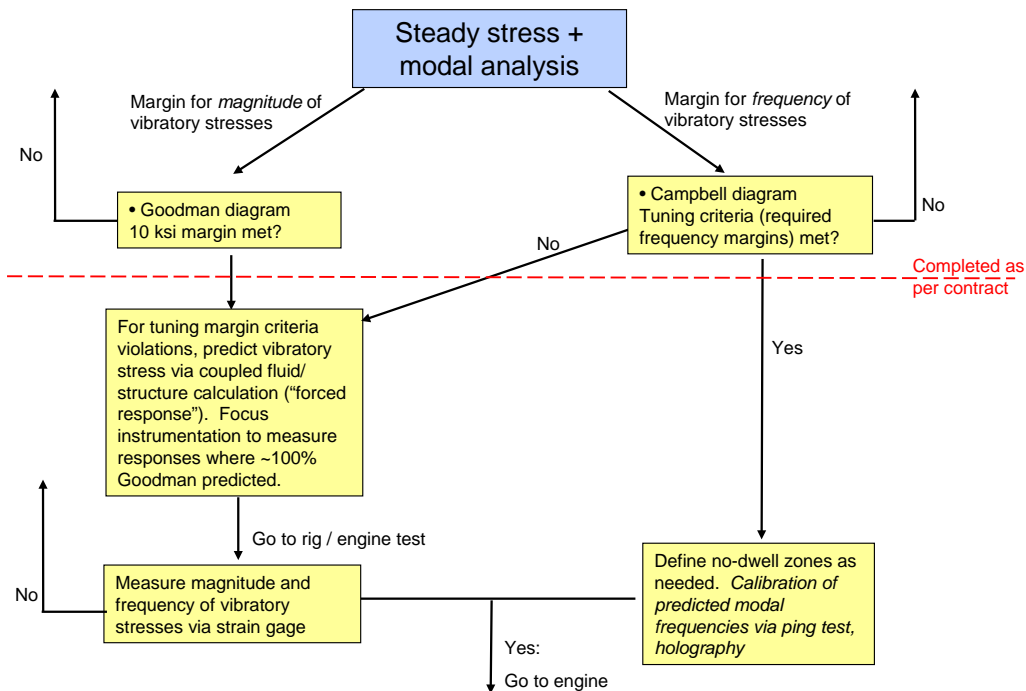 Steady stress +
modal analysis
Margin for magnitude of
vibratory stresses
Margin for frequency of
vibratory stresses
No
No
• Goodman diagram
10 ksi margin met?
• Campbell diagram
Tuning criteria (required
frequency margins) met?
No
Completed as
per contract
For tuning margin criteria
violations, predict vibratory
stress via coupled fluid/
structure calculation (“forced
response”).  Focus
instrumentation to measure
responses where ~100%
Goodman predicted.
Yes
Go to rig / engine test
No
Measure magnitude and
frequency of vibratory
stresses via strain gage
Define no-dwell zones as
needed.  Calibration of
predicted modal
frequencies via ping test,
holography
Yes:
Go to engine